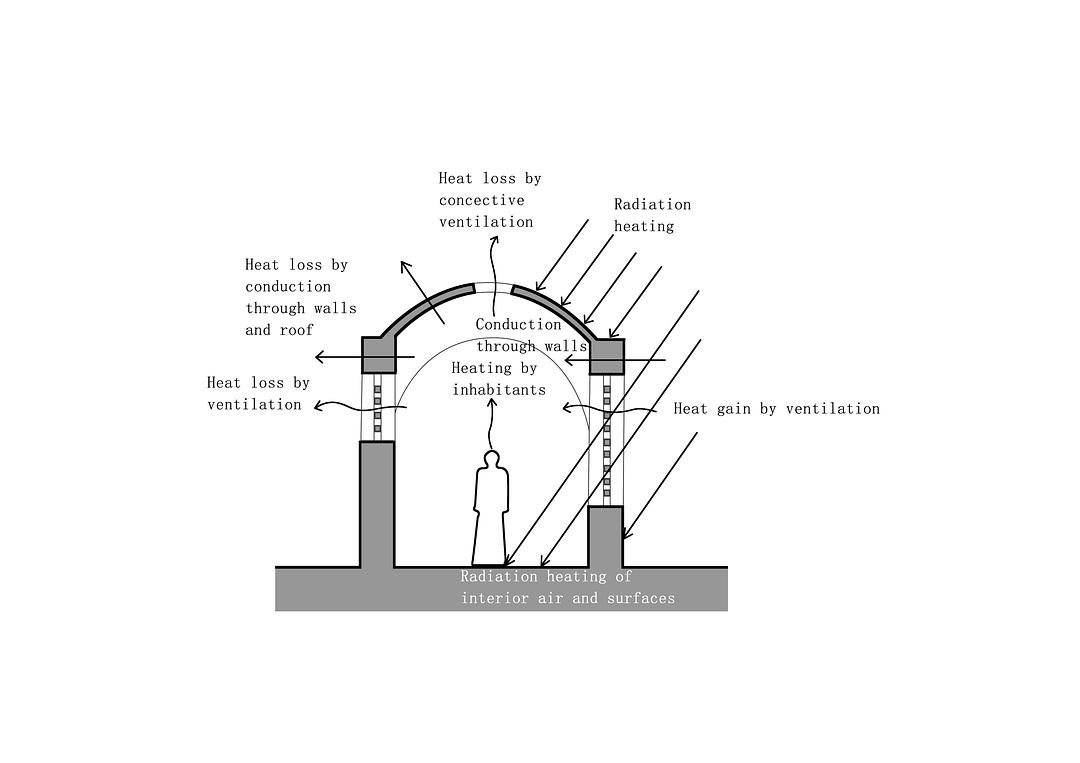 Heat loss by
concective
ventilation
Radiation
heating
Heat loss by
conduction
through walls
and roof
Conduction
through walls
Heating by
inhabitants
Heat loss by
ventilation
Heat gain by ventilation
Radiation heating of
interior air and surfaces